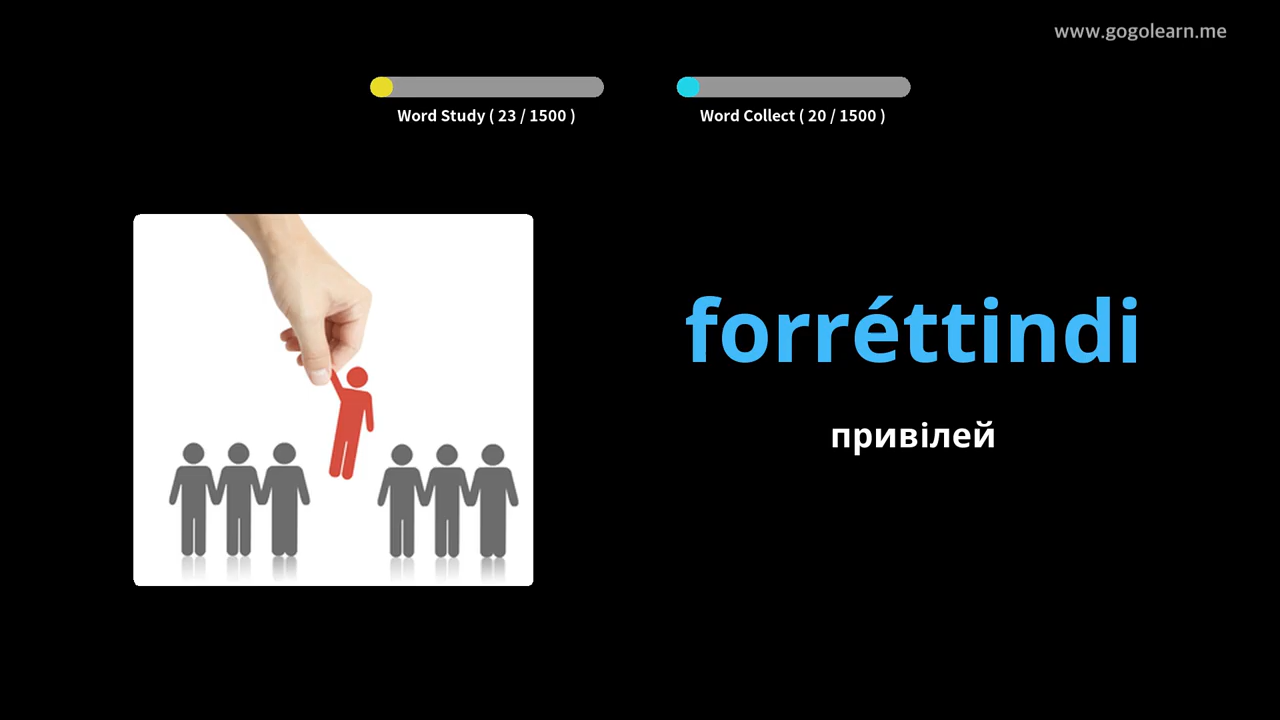 www.gogolearn.me
Word Study ( 23 / 1500 )
Word Collect ( 20 / 1500 )
forréttindi
привілей